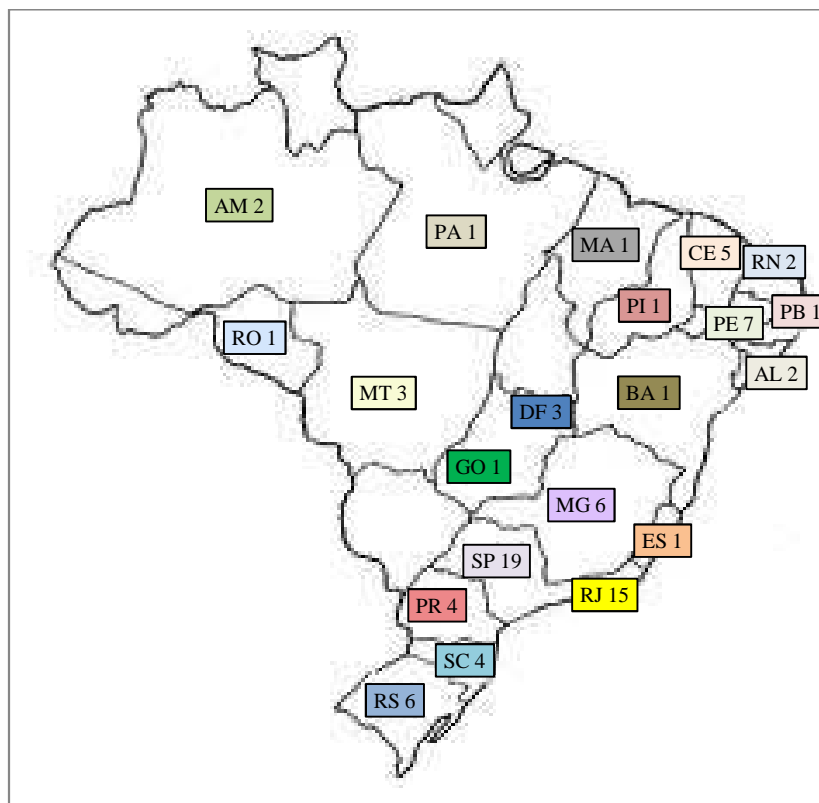 AM 2
PA 1
MA 1
CE 5
RN 2
PI 1
PE 7
PB 1
RO 1
AL 2
MT 3
DF 3
BA 1
GO 1
MG 6
ES 1
SP 19
RJ 15
PR 4
SC 4
RS 6